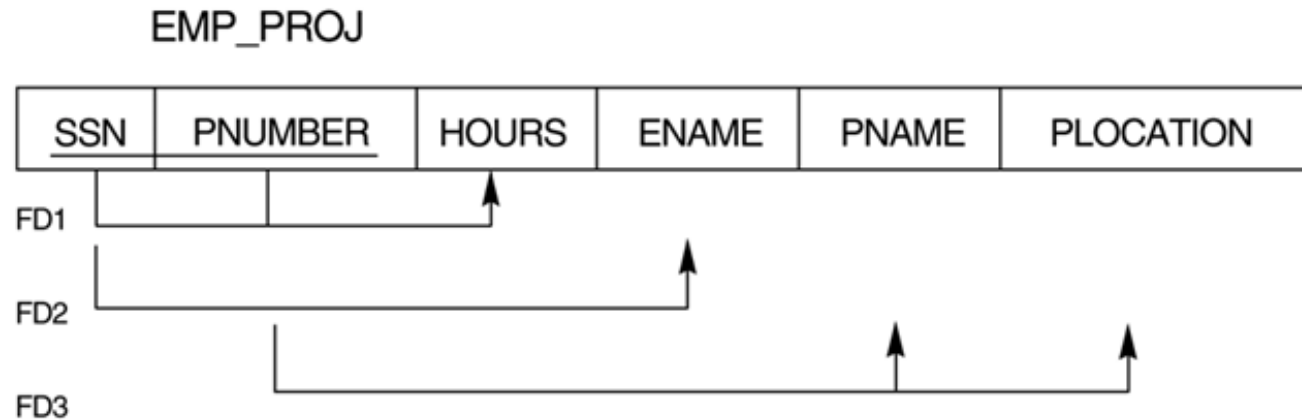 EMP_PROJ
SSN PNUMBER HOURS ENAME PNAME PLOCATION
FD1
FD2
FD3